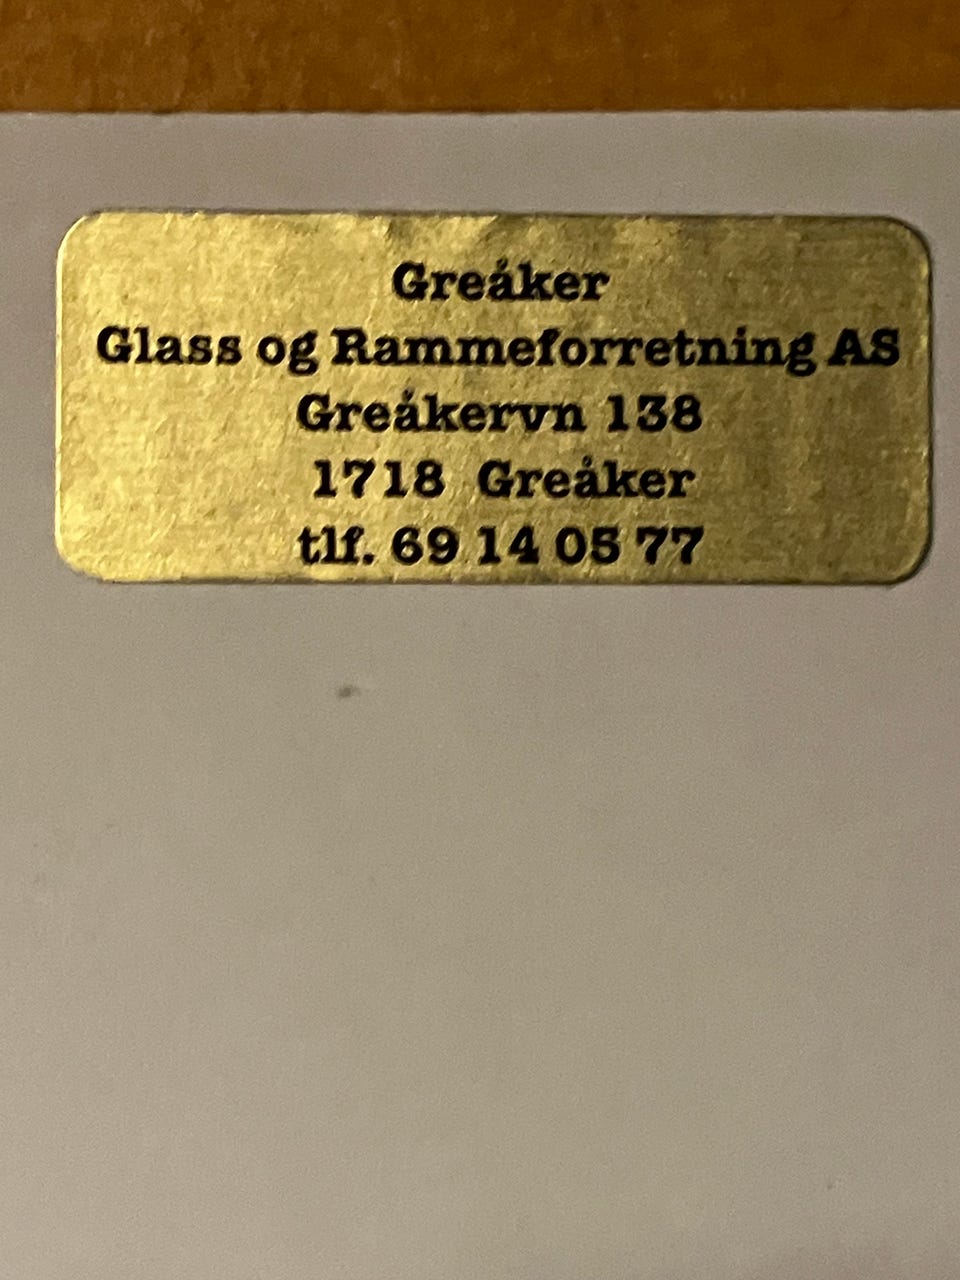 Greåker
Glass og Rammeforretning AS
Greåkervn 138
1718 Greåker
tlf. 69 14 05 77